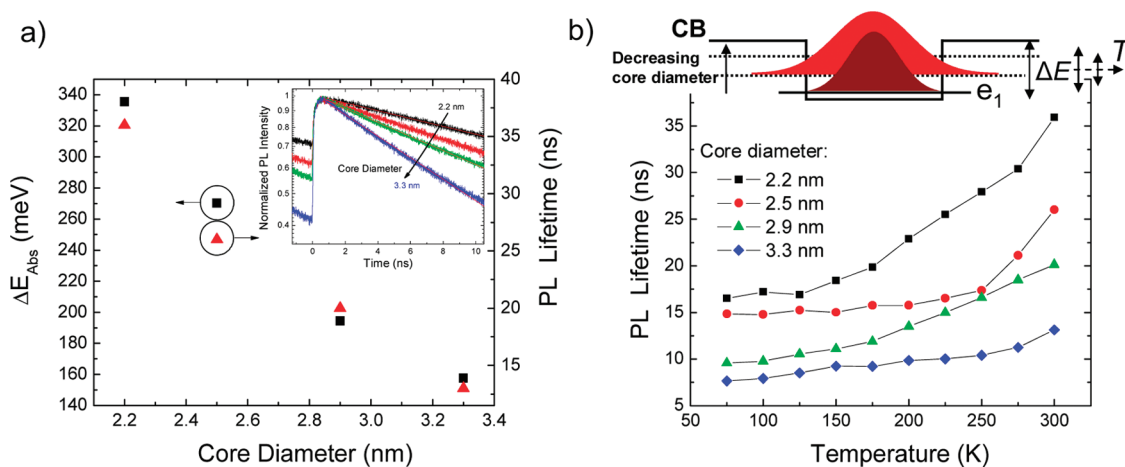 a)
ΔE_Abs (meV)
340
320
300
280
260
240
220
200
180
160
140
2.2
2.4
2.6
2.8
3.0
3.2
3.4
Core Diameter (nm)
40
35
30
25
20
15
PL Lifetime (ns)
Normalized PL Intensity
1
0.9
0.8
0.7
0.6
0.5
0.4
2.2 nm
Core Diameter
3.3 nm
0
2
4
6
8
10
Time (ns)
b)
CB
Decreasing
core diameter
ΔE
T
e₁
PL Lifetime (ns)
40
35
30
25
20
15
10
5
Core diameter:
2.2 nm
2.5 nm
2.9 nm
3.3 nm
100
150
200
250
300
Temperature (K)